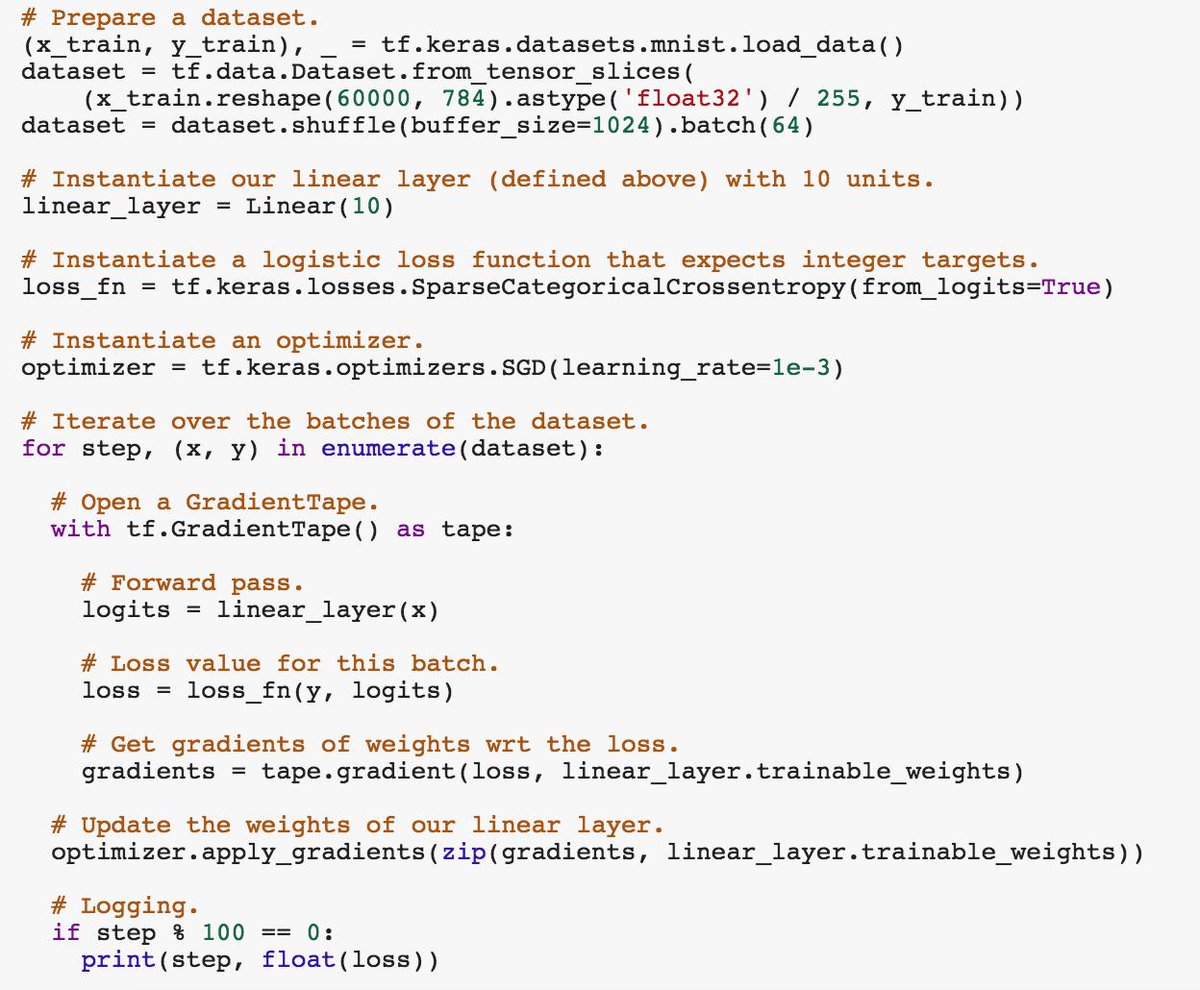 # Prepare a dataset.
(x_train, y_train), _ = tf.keras.datasets.mnist.load_data()
dataset = tf.data.Dataset.from_tensor_slices(
    (x_train.reshape(60000, 784).astype('float32') / 255, y_train))
dataset = dataset.shuffle(buffer_size=1024).batch(64)

# Instantiate our linear layer (defined above) with 10 units.
linear_layer = Linear(10)

# Instantiate a logistic loss function that expects integer targets.
loss_fn = tf.keras.losses.SparseCategoricalCrossentropy(from_logits=True)

# Instantiate an optimizer.
optimizer = tf.keras.optimizers.SGD(learning_rate=1e-3)

# Iterate over the batches of the dataset.
for step, (x, y) in enumerate(dataset):

  # Open a GradientTape.
  with tf.GradientTape() as tape:

    # Forward pass.
    logits = linear_layer(x)

    # Loss value for this batch.
    loss = loss_fn(y, logits)

    # Get gradients of weights wrt the loss.
    gradients = tape.gradient(loss, linear_layer.trainable_weights)

  # Update the weights of our linear layer.
  optimizer.apply_gradients(zip(gradients, linear_layer.trainable_weights))

  # Logging.
  if step % 100 == 0:
    print(step, float(loss))